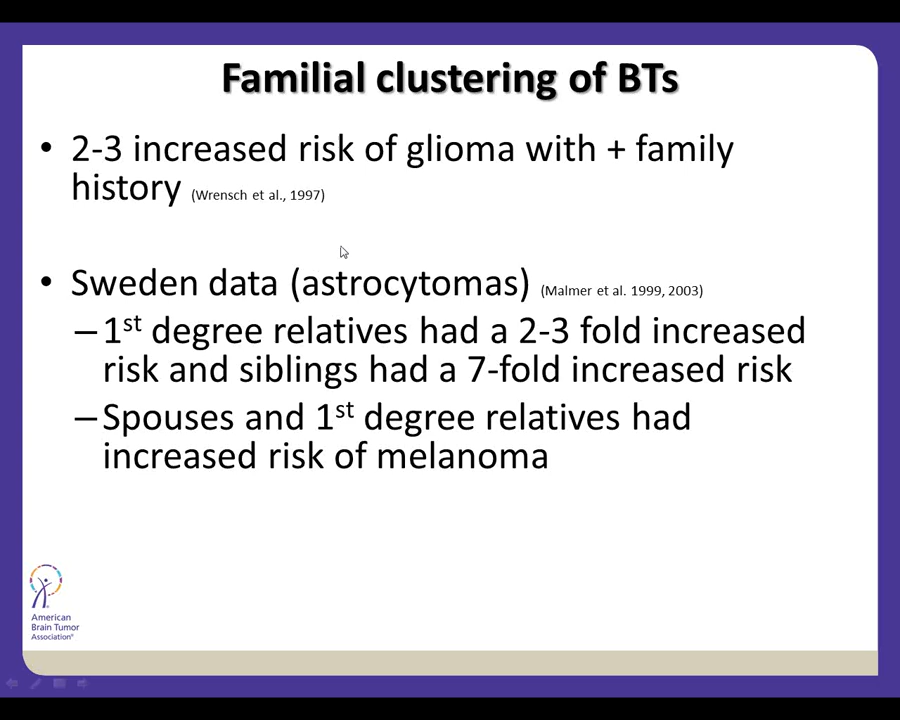 Familial clustering of BTs
• 2-3 increased risk of glioma with + family
history (Wrensch et al., 1997)
• Sweden data (astrocytomas) (Malmer et al. 1999, 2003)
–1st degree relatives had a 2-3 fold increased
risk and siblings had a 7-fold increased risk
–Spouses and 1st degree relatives had
increased risk of melanoma
American
Brain Tumor
Association®